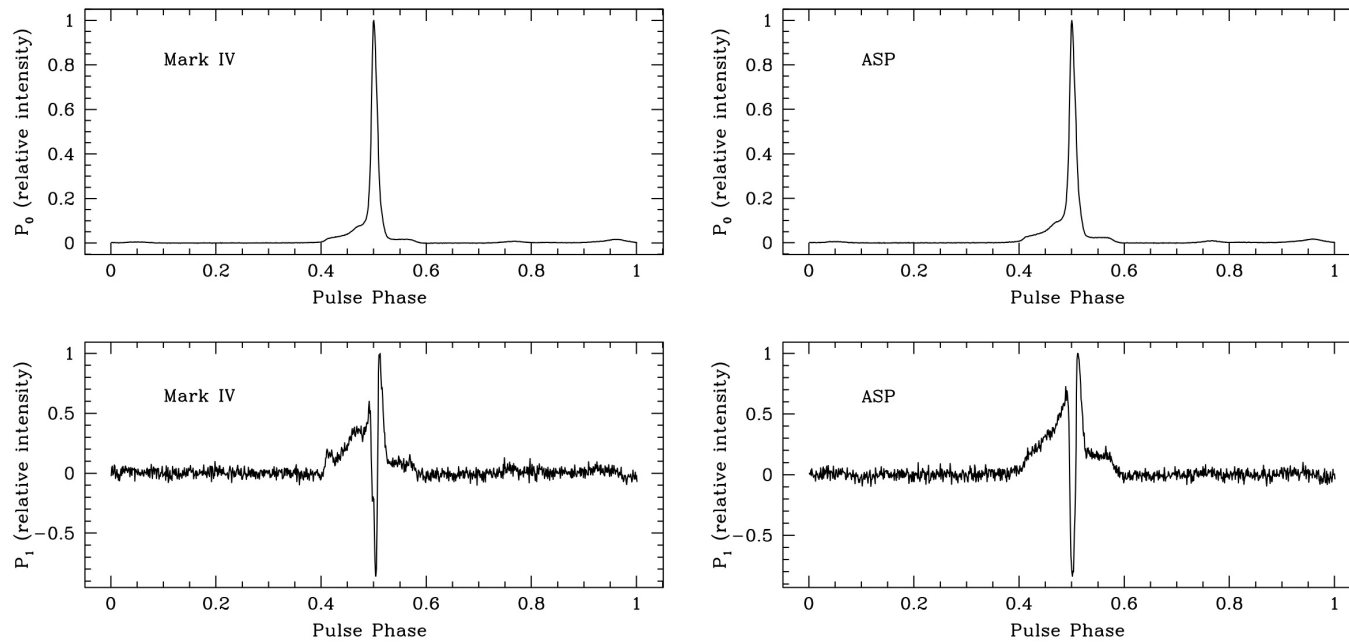 P₀ (relative intensity)
1
0.8
0.6
0.4
0.2
0
Mark IV
0 0.2 0.4 0.6 0.8 1
Pulse Phase
P₀ (relative intensity)
1
0.8
0.6
0.4
0.2
0
ASP
0 0.2 0.4 0.6 0.8 1
Pulse Phase
P₁ (relative intensity)
1
0.5
0
−0.5
Mark IV
0 0.2 0.4 0.6 0.8 1
Pulse Phase
P₁ (relative intensity)
1
0.5
0
−0.5
ASP
0 0.2 0.4 0.6 0.8 1
Pulse Phase